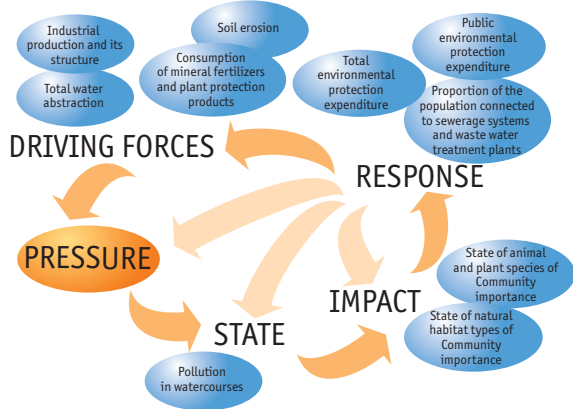 Industrial
production and its
structure
Total water
abstraction
Soil erosion
Consumption
of mineral fertilizers
and plant protection
products
Total
environmental
protection
expenditure
Public
environmental
protection
expenditure
Proportion of the
population connected
to sewerage systems
and waste water
treatment plants
DRIVING FORCES
RESPONSE
PRESSURE
STATE
IMPACT
State of animal
and plant species of
Community
importance
State of natural
habitat types of
Community
importance
Pollution
in watercourses